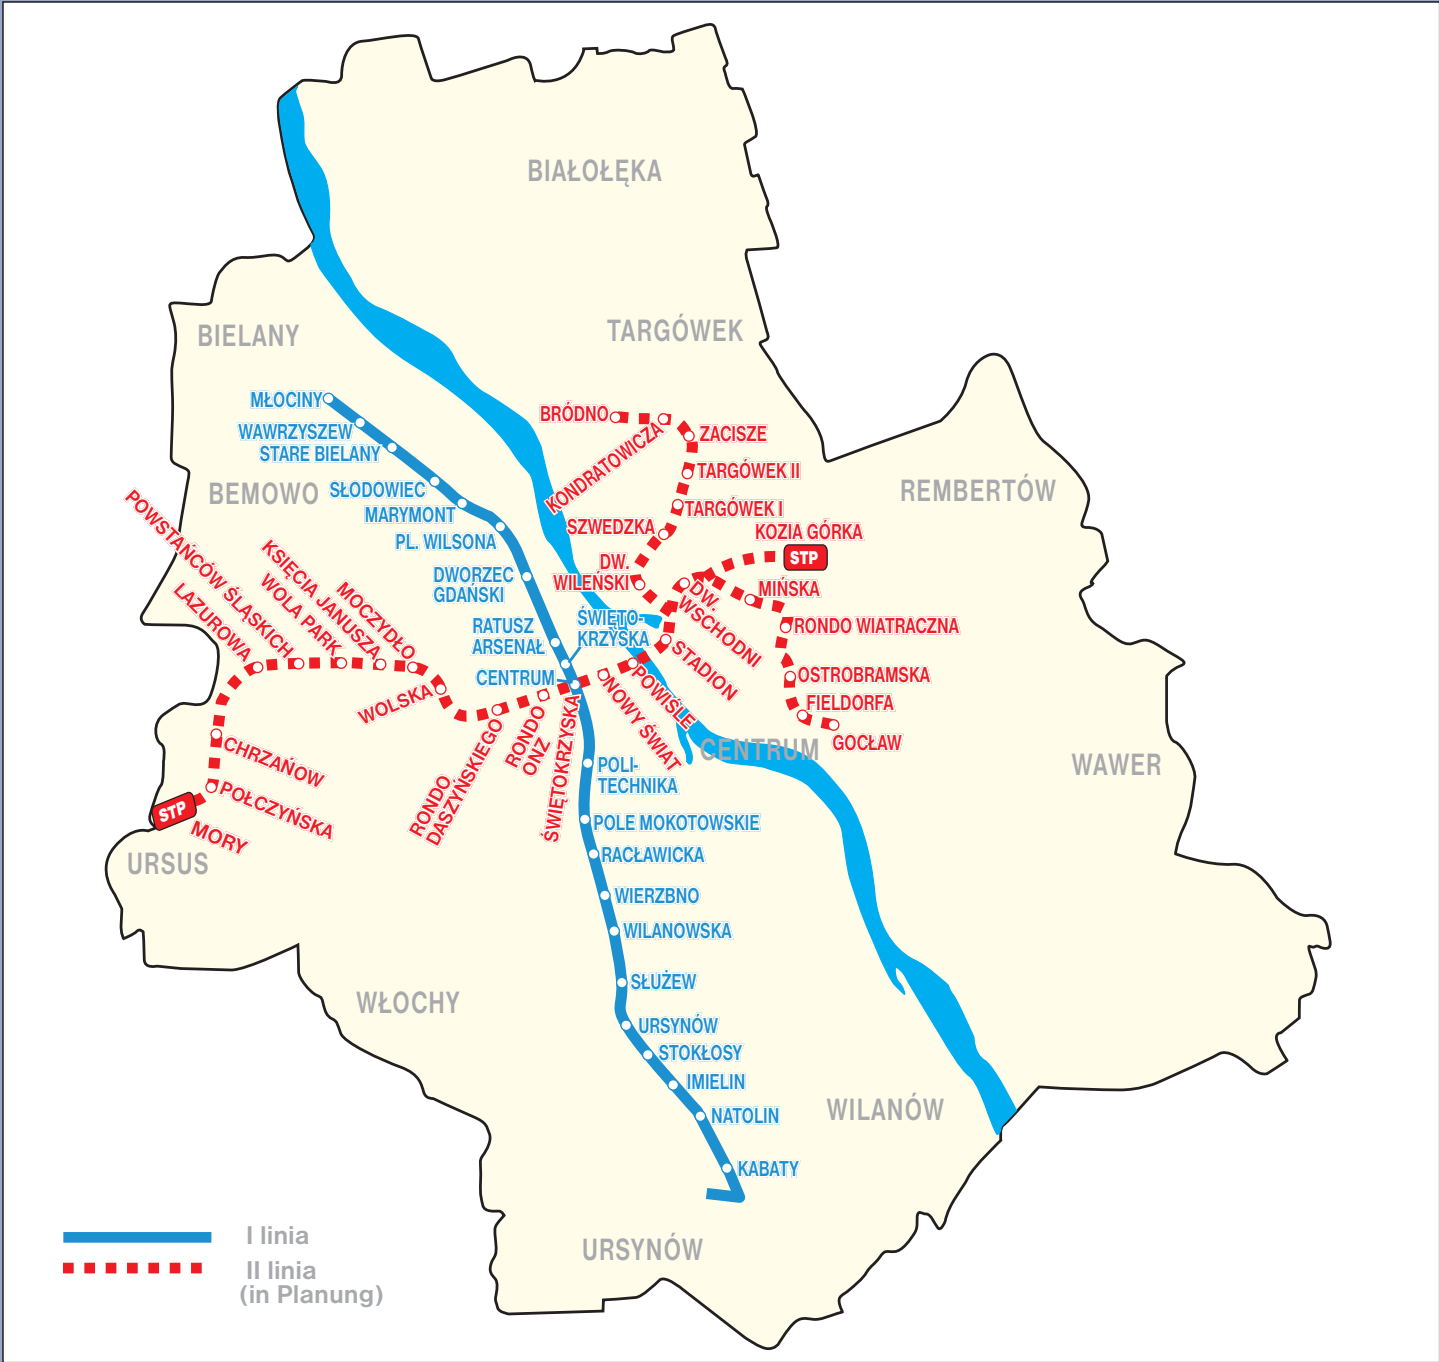 BIAŁOŁĘKA
TARGÓWEK
BIELANY
MŁOCINY
WAWRZYSZEW
STARE BIELANY
BEMOWO
SŁODOWIEC
MARYMONT
PL. WILSONA
DWORZEC
GDAŃSKI
RATUSZ
ARSENAŁ
ŚWIĘTO-
KRZYSKA
CENTRUM
BRÓDNO
KONDRATOWICZA
ZACISZE
TARGÓWEK II
TARGÓWEK I
SZWEDZKA
DW.
WILEŃSKI
KOZIA GÓRKA
STP
REMBERTÓW
DW.
WSCHODNI
MIŃSKA
RONDO WIATRACZNA
OSTROBRAMSKA
FIELDORFA
GOCŁAW
STADION
POWIŚLE
NOWY ŚWIAT
ŚWIĘTOKRZYSKA
RONDO
ONZ
RONDO
DASZYŃSKIEGO
WOLSKA
MOCZYDŁO
KSIĘCIA JANUSZA
WOLA PARK
POWSTAŃCÓW ŚLĄSKICH
LAZUROWA
CHRZAŃOW
POŁCZYŃSKA
STP
MORY
URSUS
CENTRUM
WAWER
POLI-
TECHNIKA
POLE MOKOTOWSKIE
RACŁAWICKA
WIERZBNO
WILANOWSKA
SŁUŻEW
WŁOCHY
URSYNÓW
STOKŁOSY
IMIELIN
NATOLIN
WILANÓW
KABATY
URSYNÓW
I linia
II linia
(in Planung)